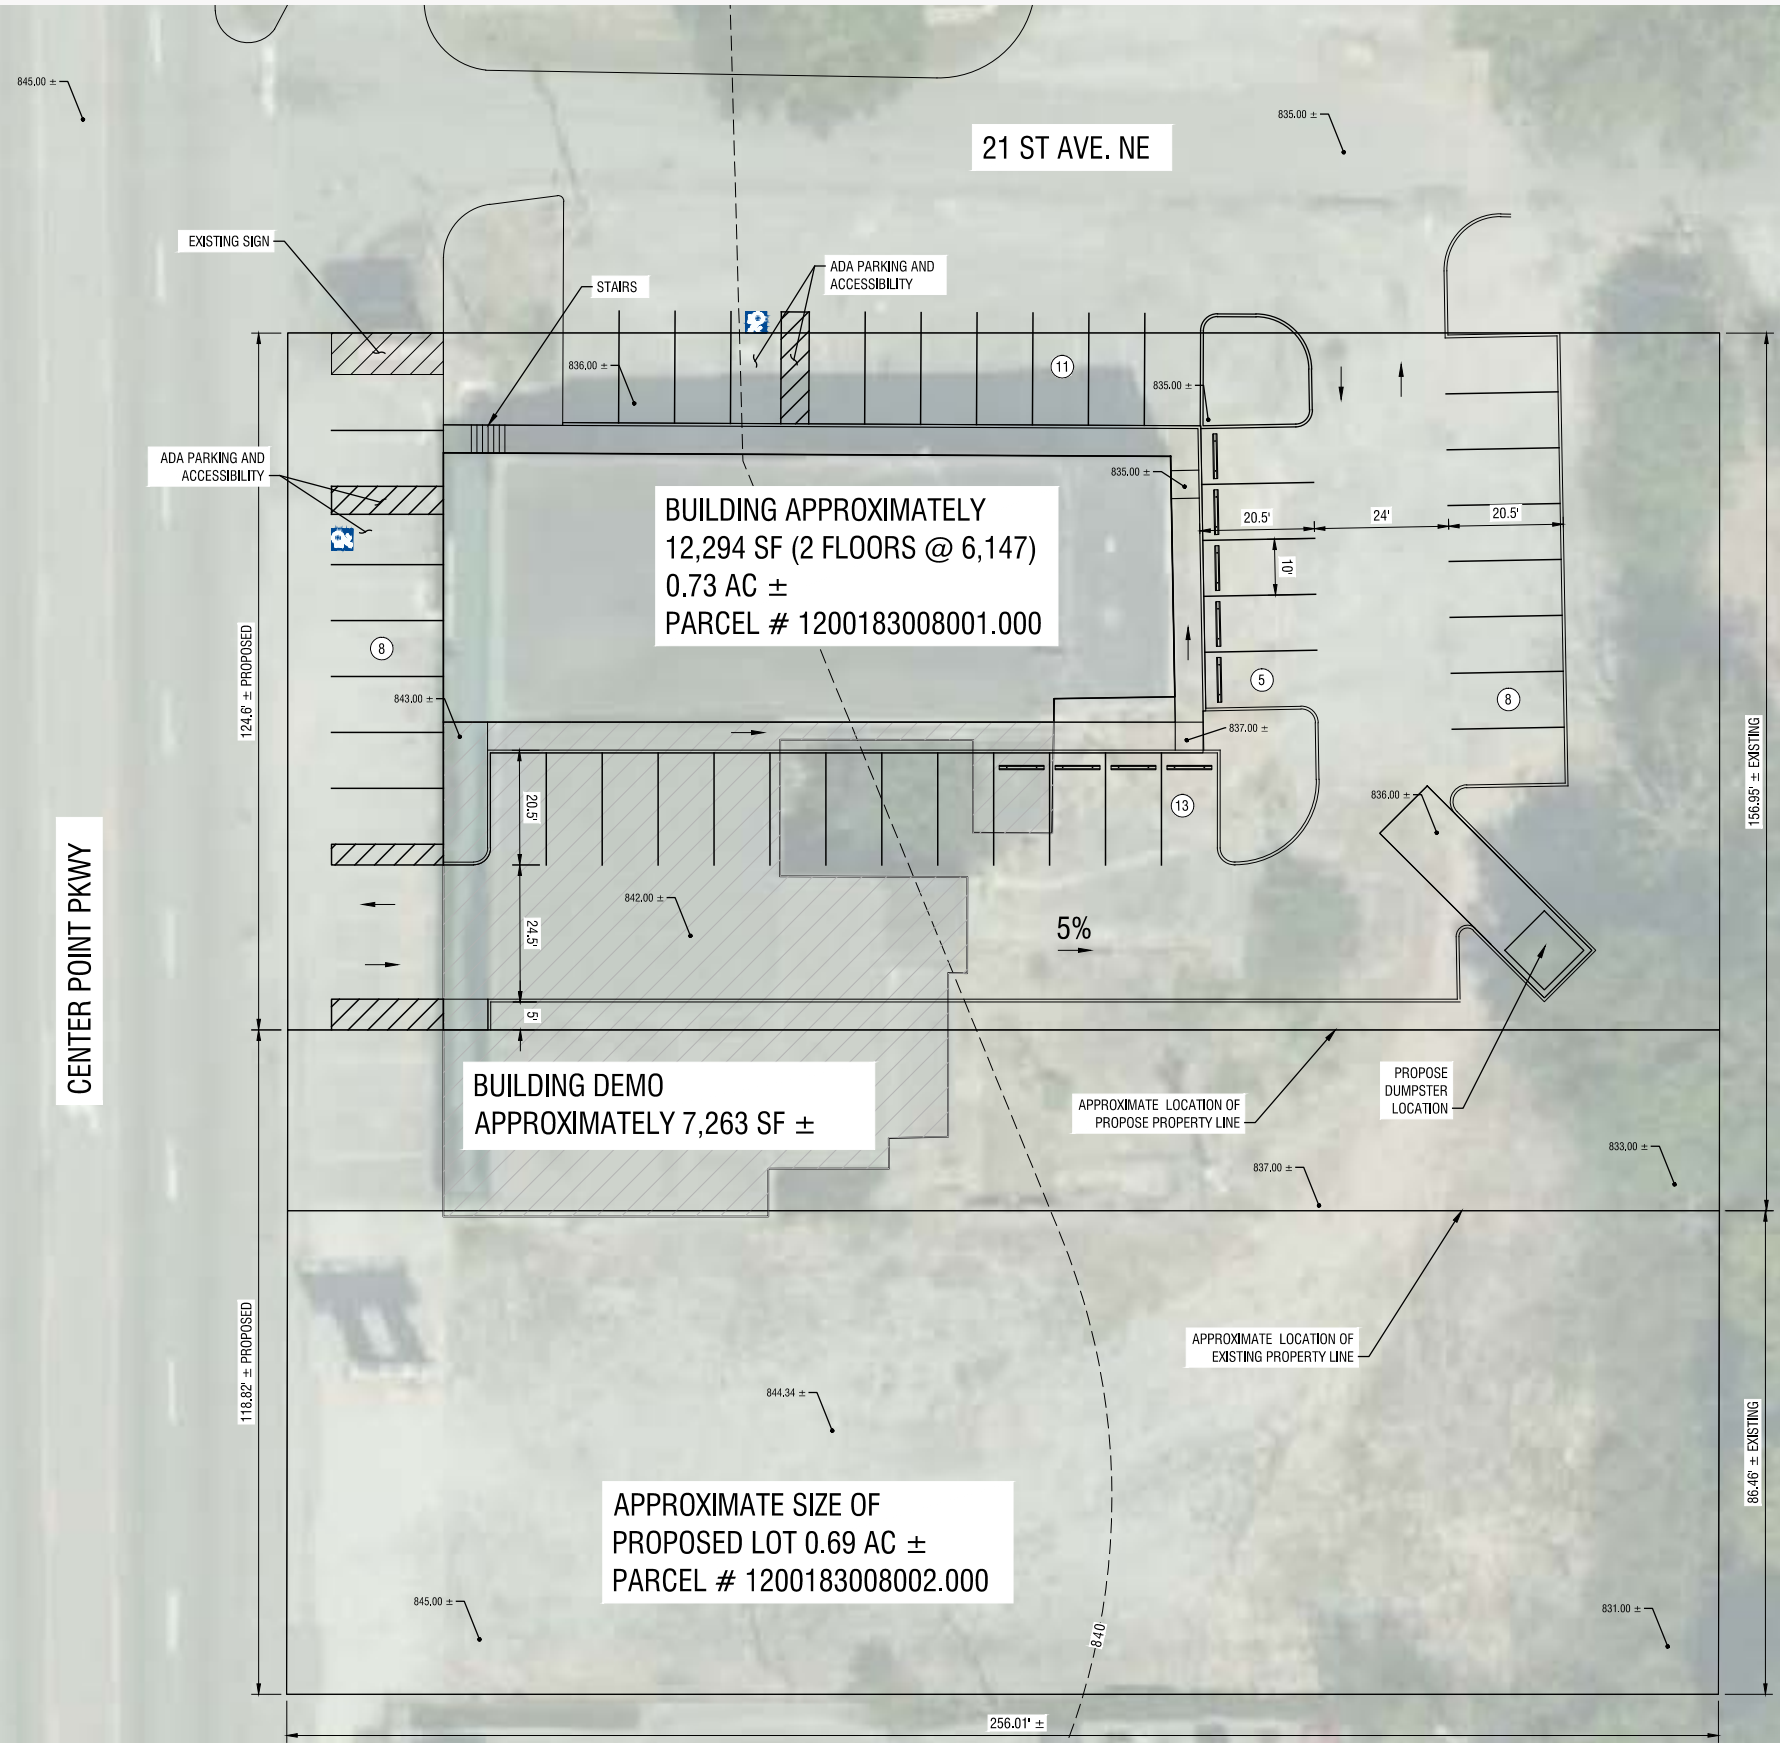 845.00 ±
835.00 ±
21 ST AVE. NE
EXISTING SIGN
STAIRS
ADA PARKING AND
ACCESSIBILITY
836.00 ±
11
835.00 ±
ADA PARKING AND
ACCESSIBILITY
835.00 ±
BUILDING APPROXIMATELY
12,294 SF (2 FLOORS @ 6,147)
0.73 AC ±
PARCEL # 1200183008001.000
20.5'
24'
20.5'
10'
124.6' ± PROPOSED
8
843.00 ±
5
8
837.00 ±
156.95' ± EXISTING
20.5'
13
836.00 ±
CENTER POINT PKWY
842.00 ±
24.5'
5%
5'
BUILDING DEMO
APPROXIMATELY 7,263 SF ±
APPROXIMATE LOCATION OF
PROPOSE PROPERTY LINE
PROPOSE
DUMPSTER
LOCATION
837.00 ±
833.00 ±
118.82' ± PROPOSED
APPROXIMATE LOCATION OF
EXISTING PROPERTY LINE
844.34 ±
86.46' ± EXISTING
APPROXIMATE SIZE OF
PROPOSED LOT 0.69 AC ±
PARCEL # 1200183008002.000
845.00 ±
831.00 ±
840
256.01' ±